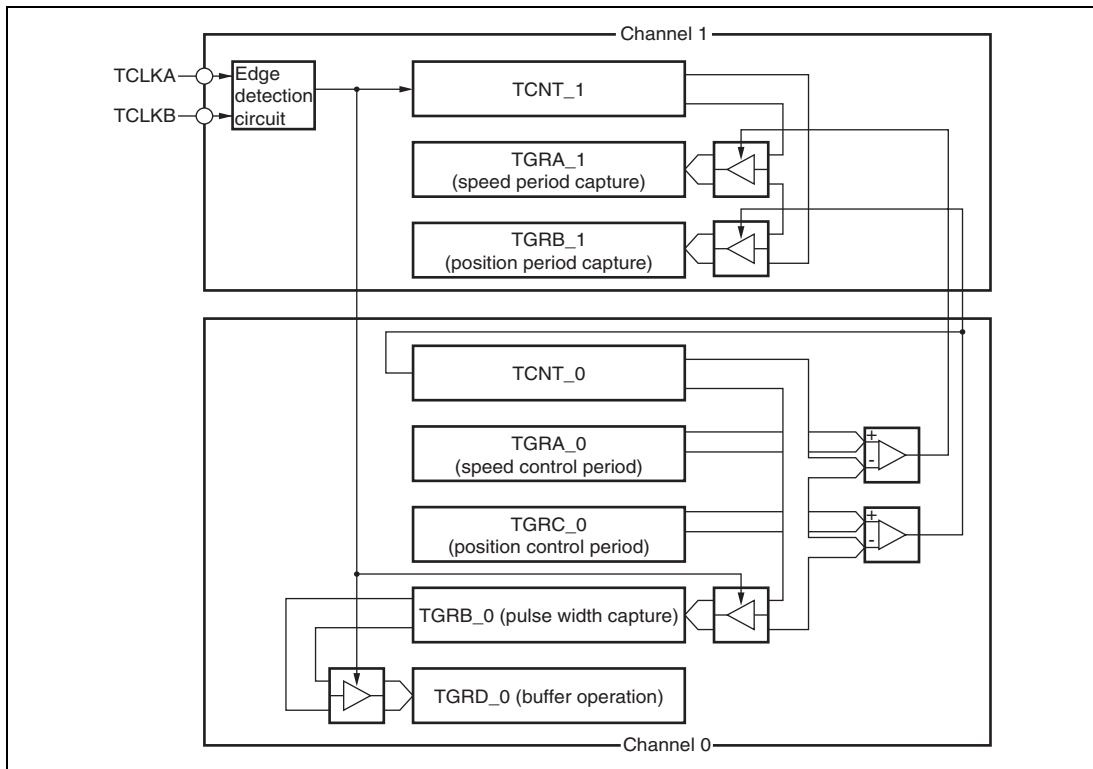 Channel 1
TCLKA
TCLKB
Edge
detection
circuit
TCNT_1
TGRA_1
(speed period capture)
TGRB_1
(position period capture)
TCNT_0
TGRA_0
(speed control period)
+
-
TGRC_0
(position control period)
+
-
TGRB_0 (pulse width capture)
TGRD_0 (buffer operation)
Channel 0